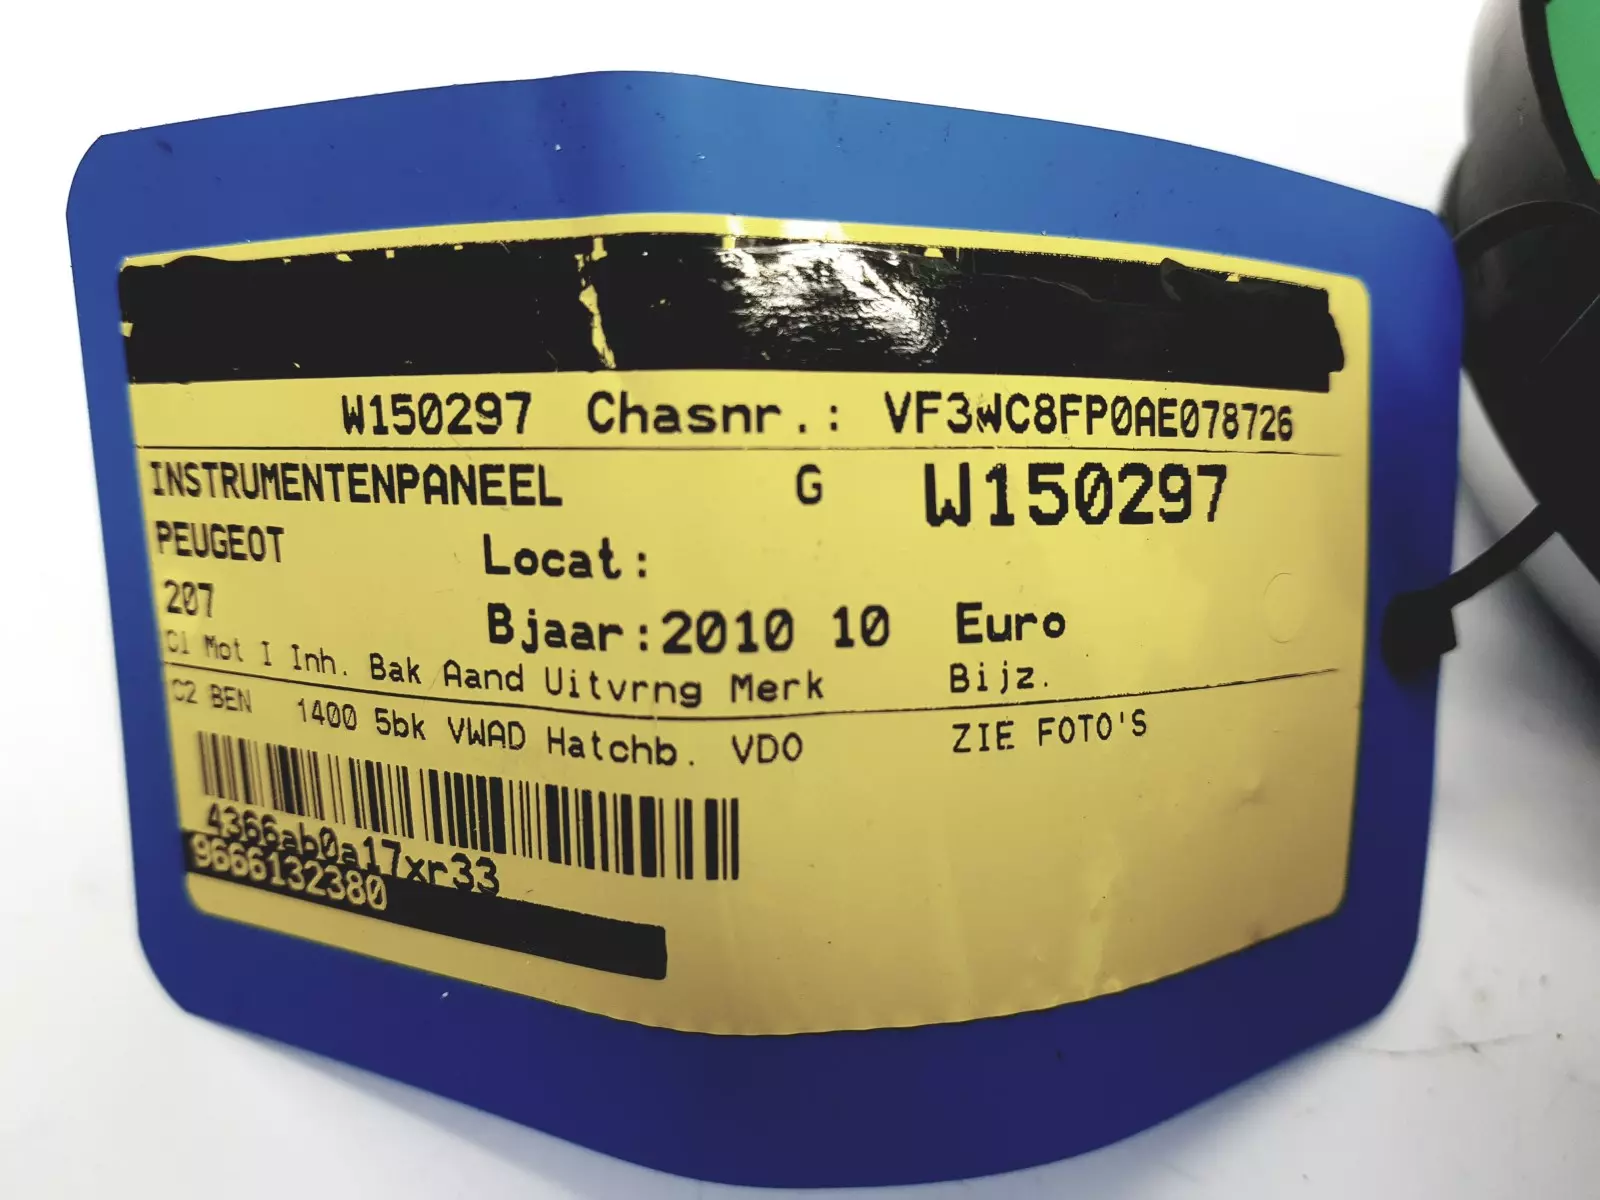 W150297 Chasnr.: VF3WC8FP0AE078726
INSTRUMENTENPANEEL G W150297
PEUGEOT Locat:
207 Bjaar:2010 10 Euro
C1 Mot I Inh. Bak Aand Uitvrng Merk Bijz.
C2 BEN 1400 5bk VWAD Hatchb. VDO ZIE FOTO'S
4366ab0a17xr33
9666132380